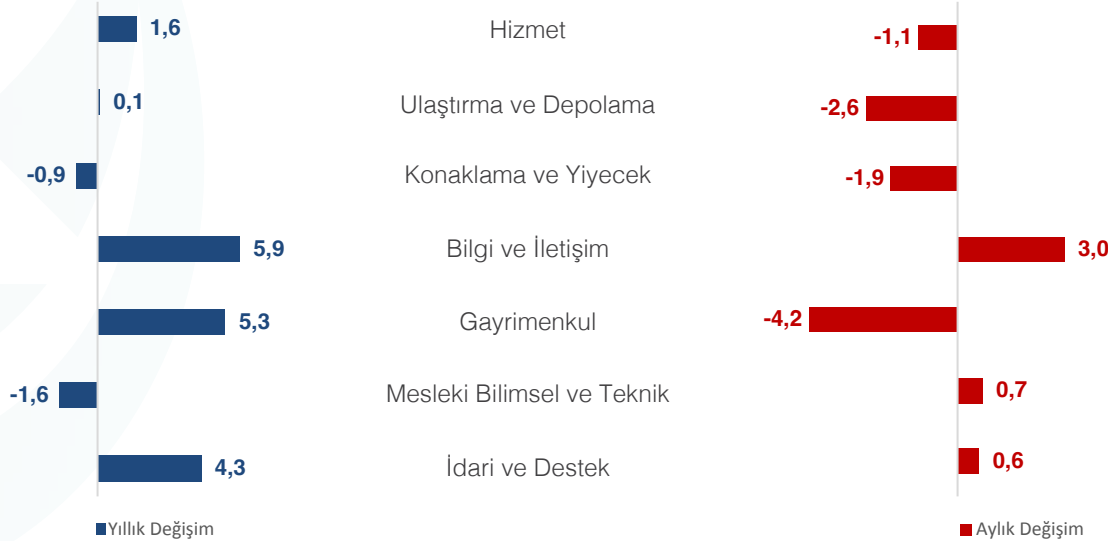 1,6 Hizmet -1,1
0,1 Ulaştırma ve Depolama -2,6
-0,9 Konaklama ve Yiyecek -1,9
5,9 Bilgi ve İletişim 3,0
5,3 Gayrimenkul -4,2
-1,6 Mesleki Bilimsel ve Teknik 0,7
4,3 İdari ve Destek 0,6
Yıllık Değişim Aylık Değişim